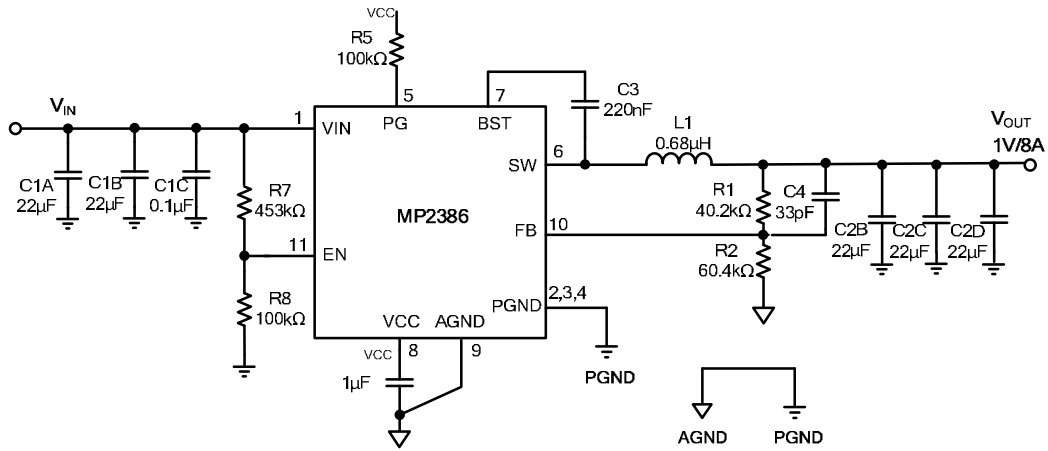 VCC
R5
100kΩ
5
7
C3
220nF
VIN
1
VIN
PG
BST
L1
0.68µH
VOUT
1V/8A
6
SW
C1A
22µF
C1B
22µF
C1C
0.1µF
R7
453kΩ
MP2386
R1
40.2kΩ
C4
33pF
FB
10
C2B
22µF
C2C
22µF
C2D
22µF
11
EN
R2
60.4kΩ
R8
100kΩ
PGND
2,3,4
VCC
AGND
VCC
8
9
1µF
PGND
AGND
PGND